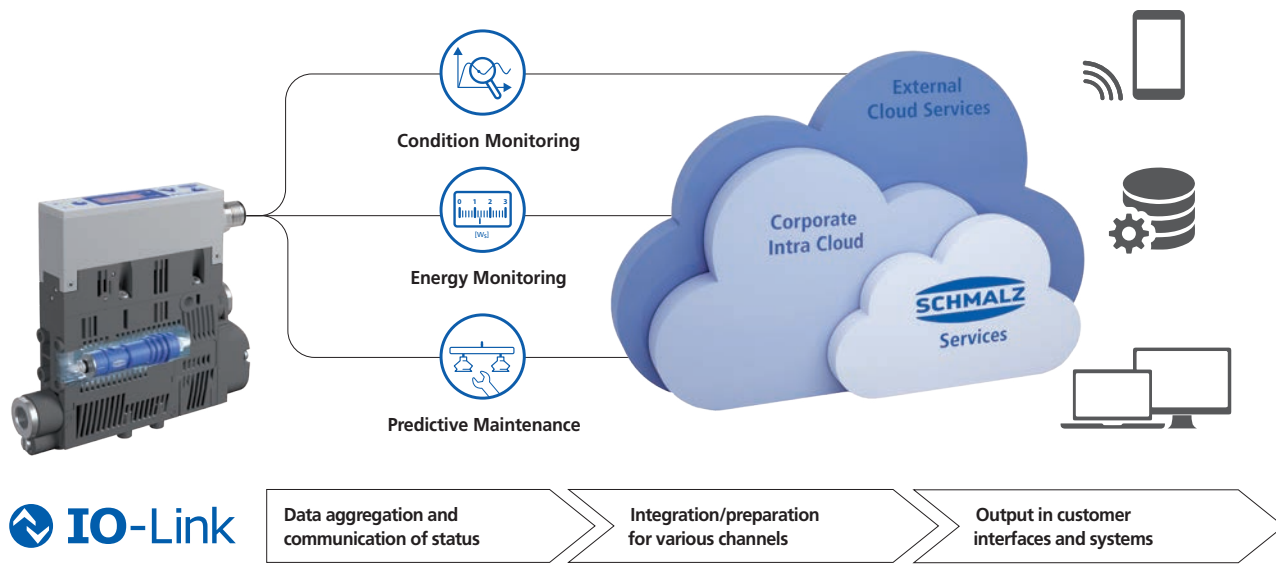 External
Cloud Services
Condition Monitoring
0 1 2 3
[Ws]
Corporate
Intra Cloud
Energy Monitoring
SCHMALZ
Services
Predictive Maintenance
IO-Link
Data aggregation and
communication of status
Integration/preparation
for various channels
Output in customer
interfaces and systems